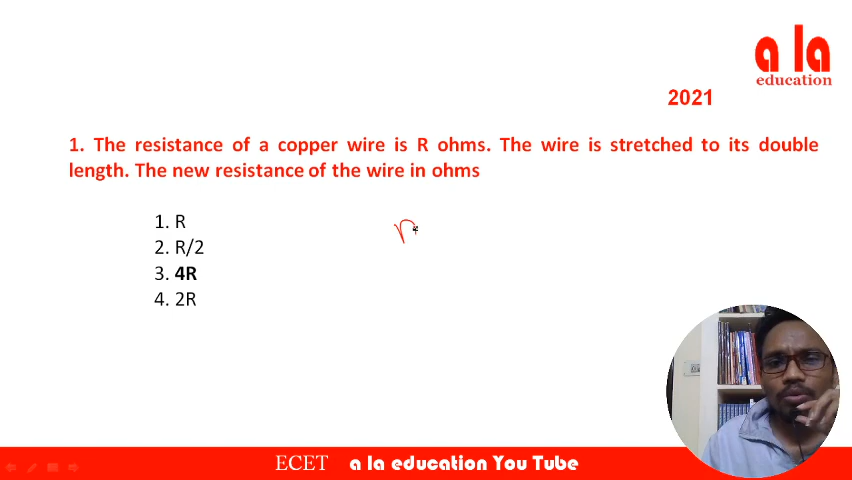 a la
education
2021
1. The resistance of a copper wire is R ohms. The wire is stretched to its double
length. The new resistance of the wire in ohms
1. R
2. R/2
3. 4R
4. 2R
ECET a la education You Tube